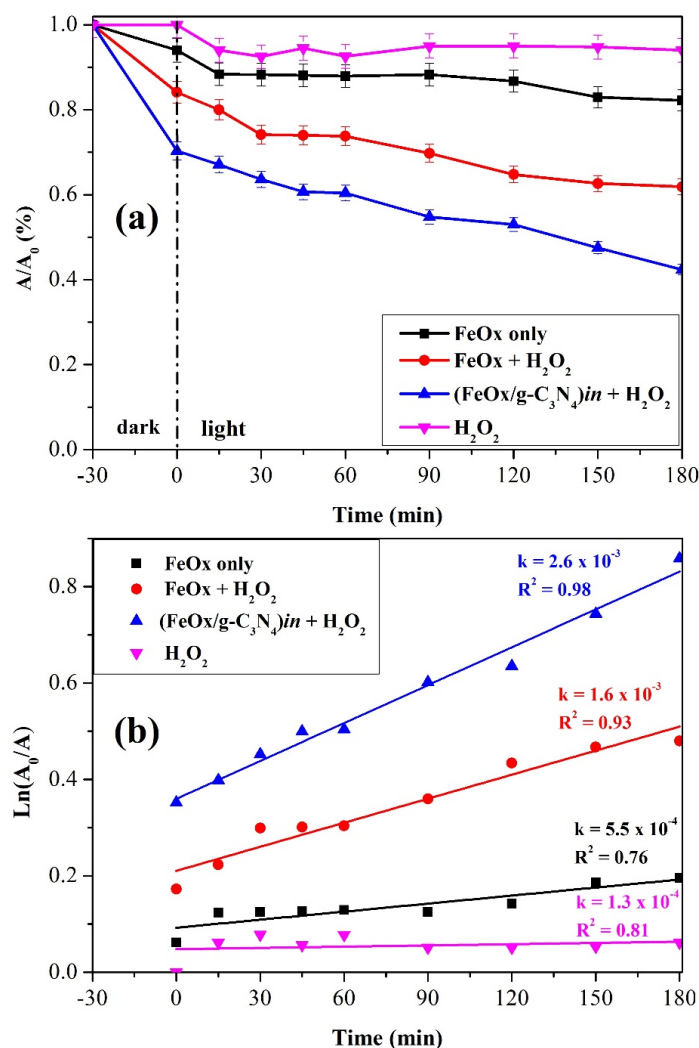 1.0
0.8
0.6
0.4
0.2
0.0
A/A₀ (%)
(a)
dark
light
FeOx only
FeOx + H₂O₂
(FeOx/g-C₃N₄)in + H₂O₂
H₂O₂
-30 0 30 60 90 120 150 180
Time (min)
0.8
0.6
0.4
0.2
0.0
Ln(A₀/A)
FeOx only
FeOx + H₂O₂
(FeOx/g-C₃N₄)in + H₂O₂
H₂O₂
(b)
k = 2.6 x 10⁻³
R² = 0.98
k = 1.6 x 10⁻³
R² = 0.93
k = 5.5 x 10⁻⁴
R² = 0.76
k = 1.3 x 10⁻⁴
R² = 0.81
-30 0 30 60 90 120 150 180
Time (min)